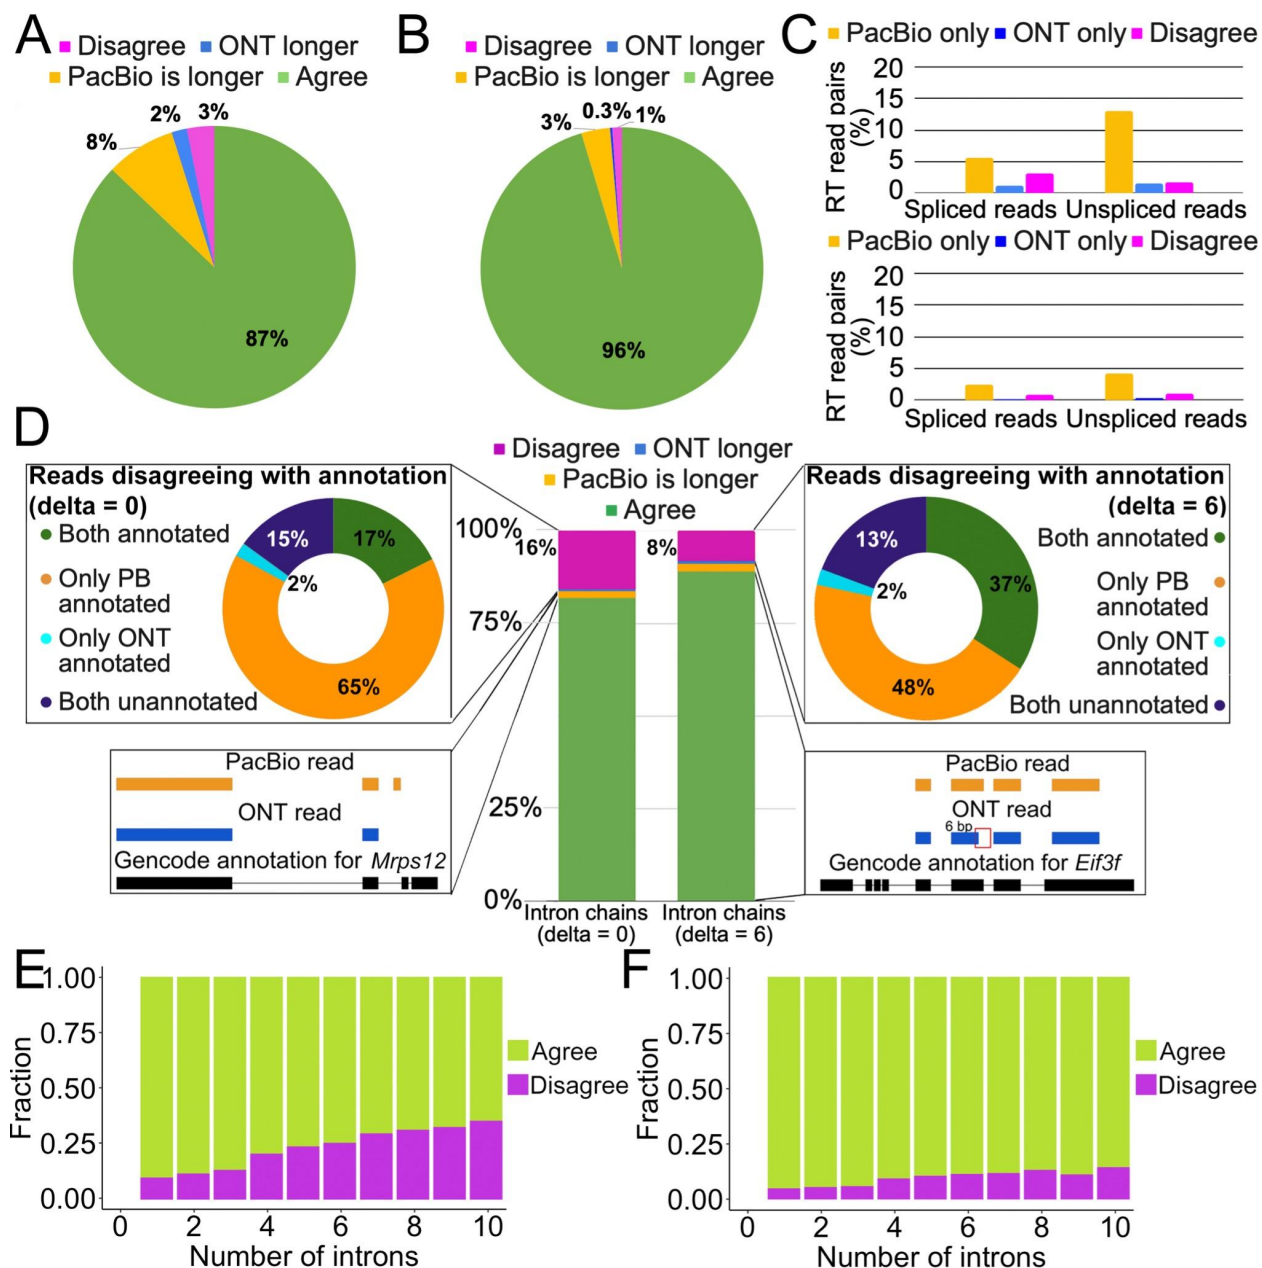 A
Disagree ONT longer
PacBio is longer Agree
8%
2%
3%
87%
B
Disagree ONT longer
PacBio is longer Agree
3%
0.3%
1%
96%
C
PacBio only ONT only Disagree
RT read pairs
(%)
20
15
10
5
0
Spliced reads Unspliced reads
PacBio only ONT only Disagree
RT read pairs
(%)
20
15
10
5
0
Spliced reads Unspliced reads
D
Disagree ONT longer
PacBio is longer
Agree
Reads disagreeing with annotation
(delta = 0)
Both annotated
Only PB
annotated
Only ONT
annotated
Both unannotated
15%
17%
2%
65%
100%
75%
25%
0%
16%
8%
Intron chains
(delta = 0)
Intron chains
(delta = 6)
Reads disagreeing with annotation
(delta = 6)
Both annotated
Only PB
annotated
Only ONT
annotated
Both unannotated
13%
37%
2%
48%
PacBio read
ONT read
Gencode annotation for Mrps12
PacBio read
ONT read
6 bp
Gencode annotation for Eif3f
E
Fraction
1.00
0.75
0.50
0.25
0.00
0 2 4 6 8 10
Number of introns
Agree
Disagree
F
Fraction
1.00
0.75
0.50
0.25
0.00
0 2 4 6 8 10
Number of introns
Agree
Disagree